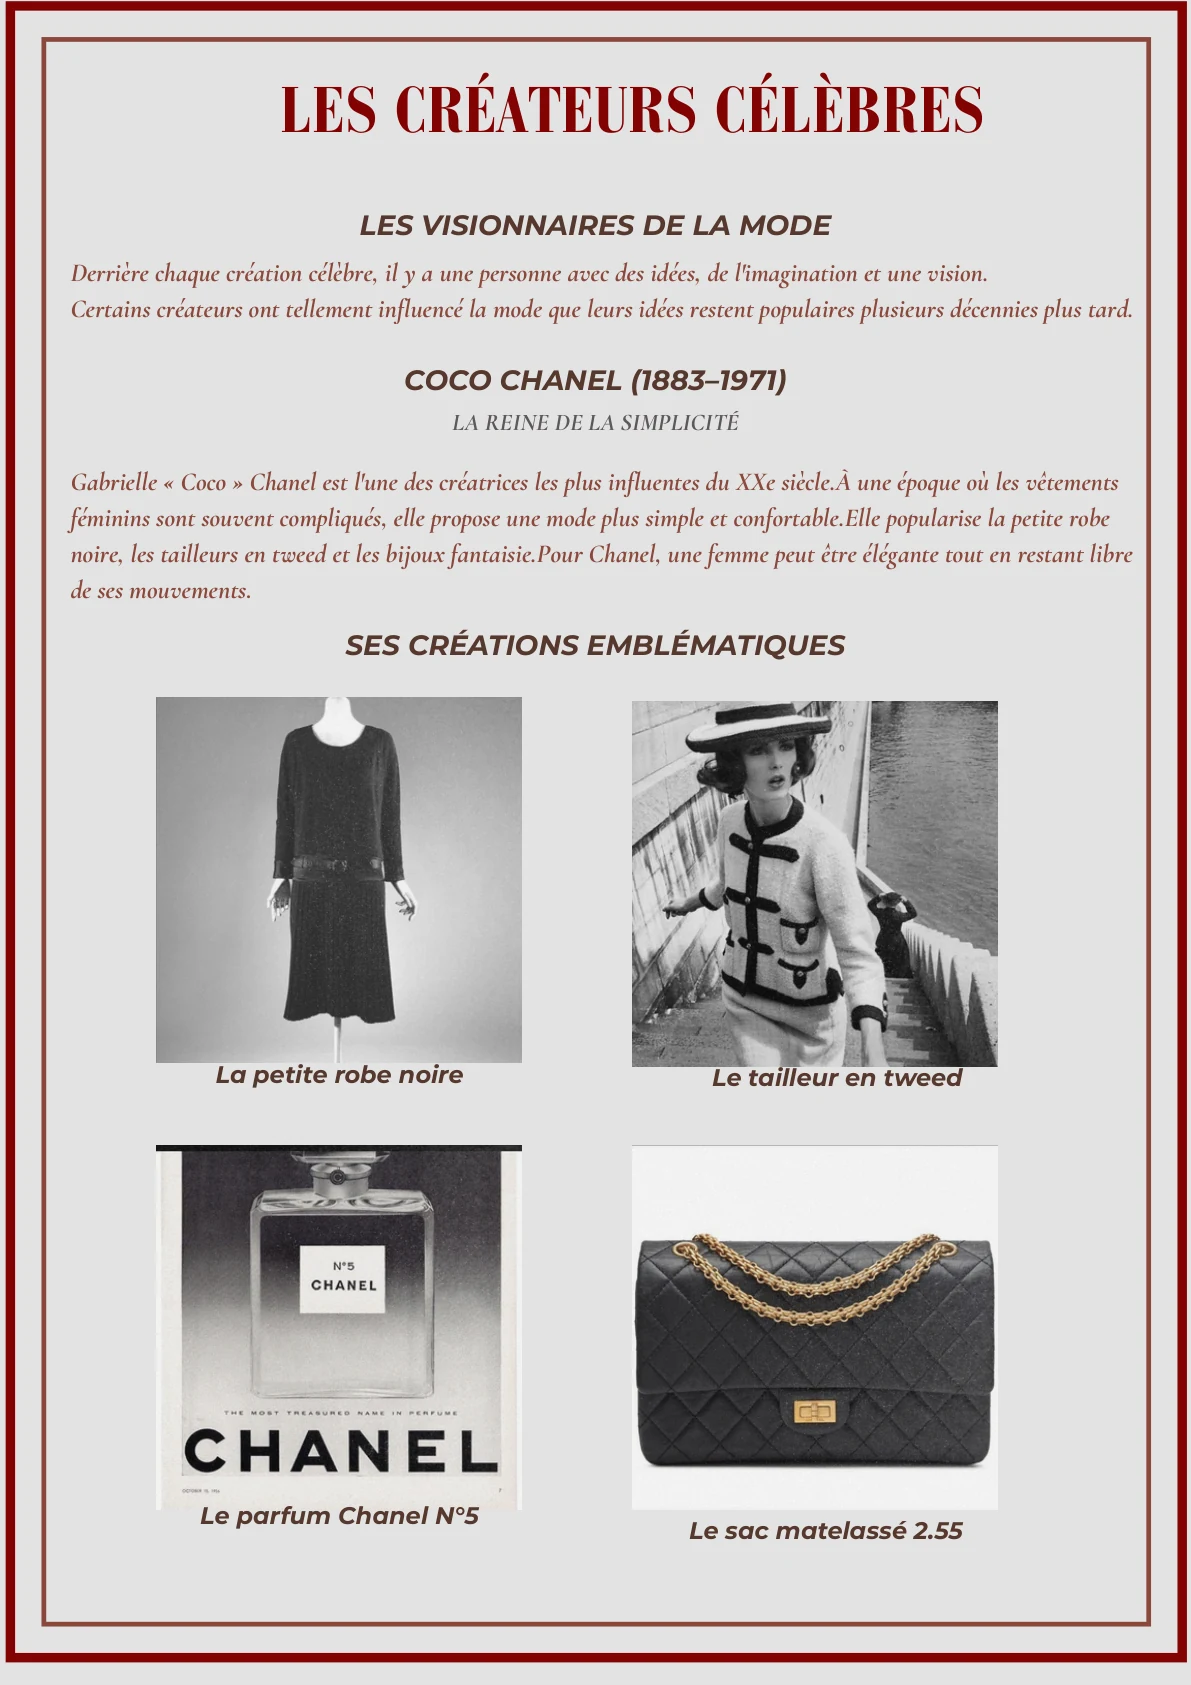 LES CRÉATEURS CÉLÈBRES
LES VISIONNAIRES DE LA MODE
Derrière chaque création célèbre, il y a une personne avec des idées, de l'imagination et une vision.
Certains créateurs ont tellement influencé la mode que leurs idées restent populaires plusieurs décennies plus tard.
COCO CHANEL (1883–1971)
LA REINE DE LA SIMPLICITÉ
Gabrielle « Coco » Chanel est l'une des créatrices les plus influentes du XXe siècle.À une époque où les vêtements
féminins sont souvent compliqués, elle propose une mode plus simple et confortable.Elle popularise la petite robe
noire, les tailleurs en tweed et les bijoux fantaisie.Pour Chanel, une femme peut être élégante tout en restant libre
de ses mouvements.
SES CRÉATIONS EMBLÉMATIQUES
La petite robe noire
Le tailleur en tweed
N°5
CHANEL
THE MOST TREASURED NAME IN PERFUME
CHANEL
Le parfum Chanel N°5
Le sac matelassé 2.55